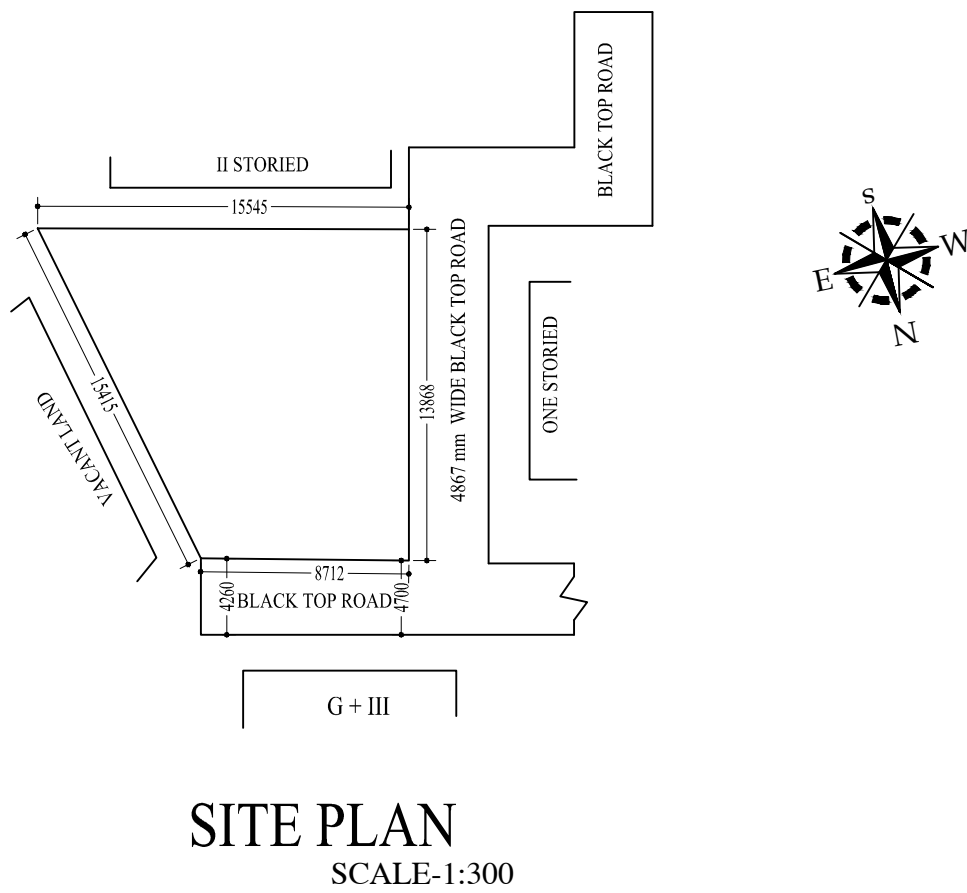 BLACK TOP ROAD
II STORIED
15545
S
W
E
N
4867 mm WIDE BLACK TOP ROAD
13868
ONE STORIED
15415
VACANT LAND
8712
4260
BLACK TOP ROAD
4700
G + III
SITE PLAN
SCALE-1:300